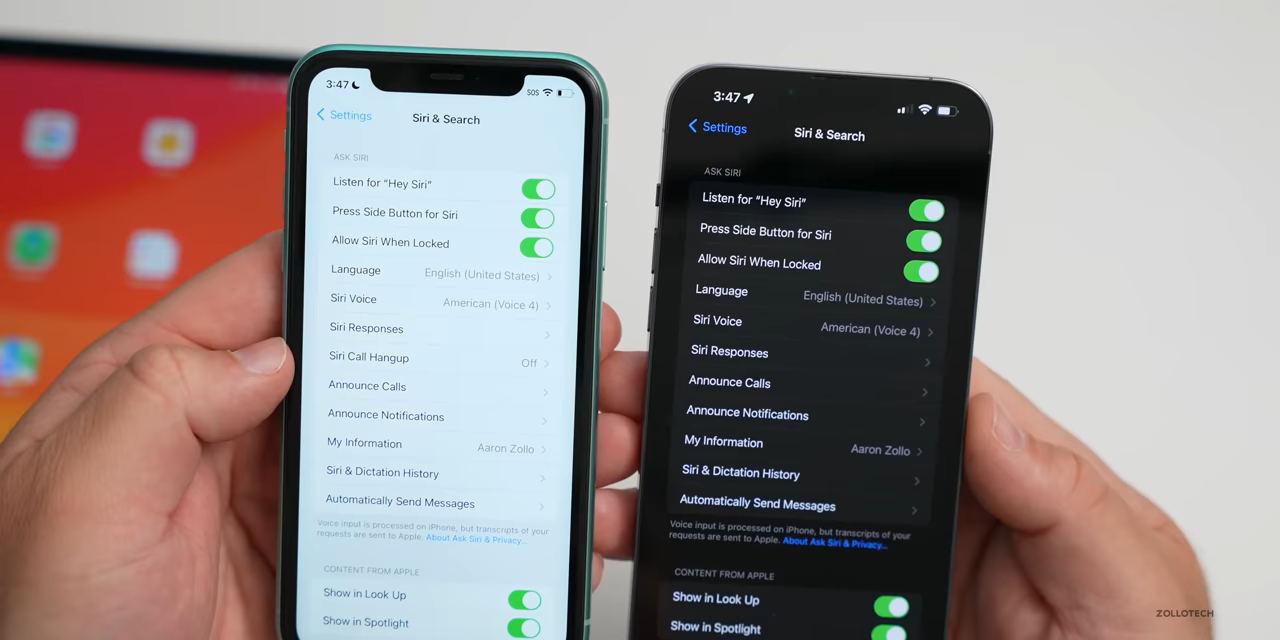 3:47
SOS
Settings
Siri & Search
ASK SIRI
Listen for “Hey Siri”
Press Side Button for Siri
Allow Siri When Locked
Language English (United States)
Siri Voice American (Voice 4)
Siri Responses
Siri Call Hangup Off
Announce Calls
Announce Notifications
My Information Aaron Zollo
Siri & Dictation History
Automatically Send Messages
Voice input is processed on iPhone, but transcripts of your
requests are sent to Apple. About Ask Siri & Privacy...
CONTENT FROM APPLE
Show in Look Up
Show in Spotlight
3:47
Settings
Siri & Search
ASK SIRI
Listen for “Hey Siri”
Press Side Button for Siri
Allow Siri When Locked
Language English (United States)
Siri Voice American (Voice 4)
Siri Responses
Announce Calls
Announce Notifications
My Information Aaron Zollo
Siri & Dictation History
Automatically Send Messages
Voice input is processed on iPhone, but transcripts of your
requests are sent to Apple. About Ask Siri & Privacy...
CONTENT FROM APPLE
Show in Look Up
Show in Spotlight
ZOLLOTECH